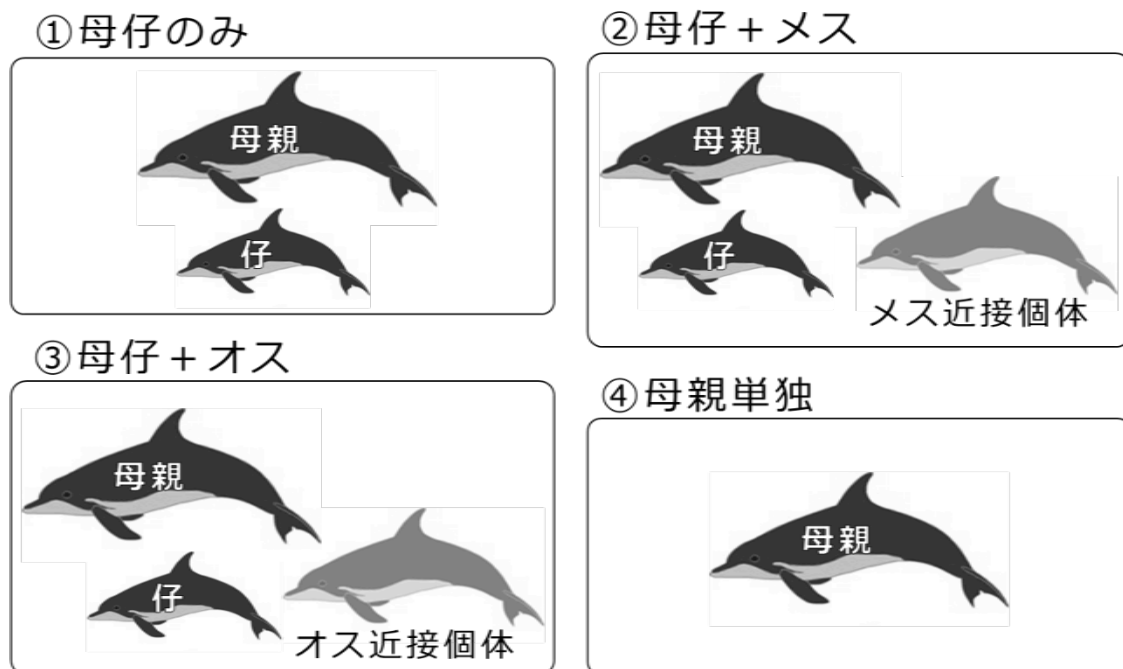 ①母仔のみ
母親
仔
②母仔＋メス
母親
仔
メス近接個体
③母仔＋オス
母親
仔
オス近接個体
④母親単独
母親